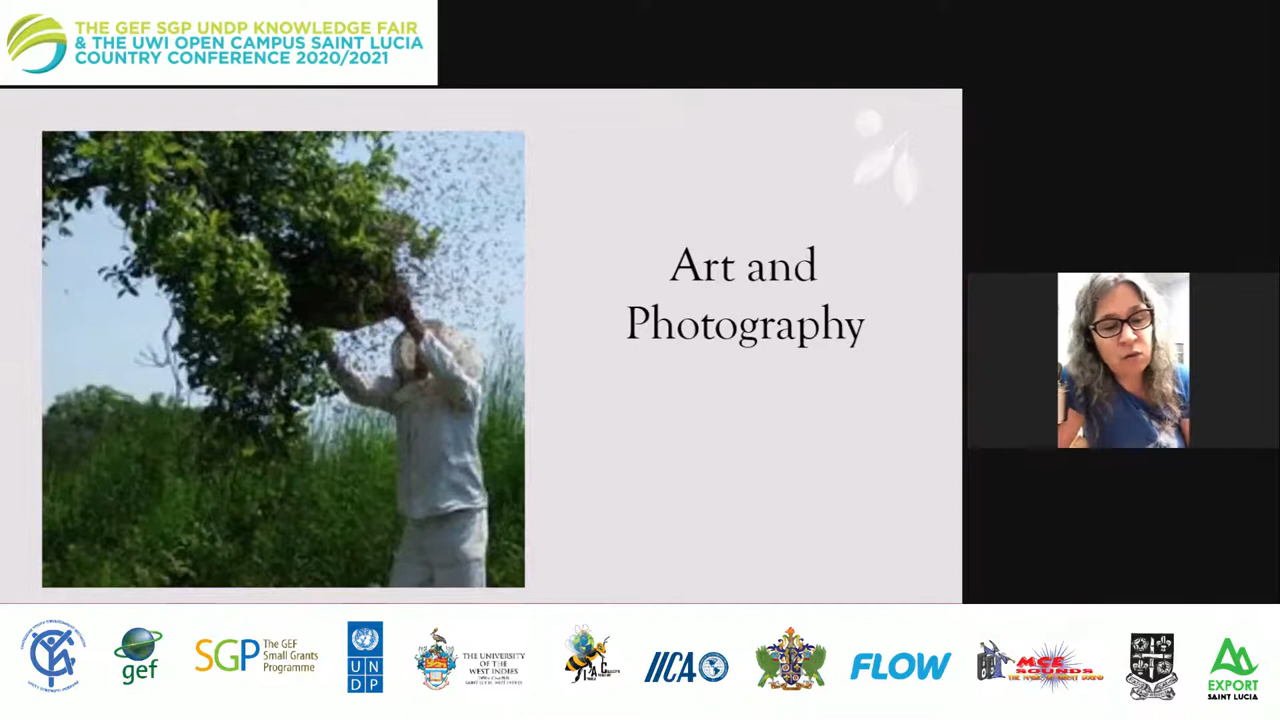 THE GEF SGP UNDP KNOWLEDGE FAIR
& THE UWI OPEN CAMPUS SAINT LUCIA
COUNTRY CONFERENCE 2020/2021
Art and
Photography
gef
SGP
The GEF
Small Grants
Programme
UN
DP
THE UNIVERSITY
OF THE
WEST INDIES
IICA
FLOW
MCE
SOUNDS
EXPORT
SAINT LUCIA